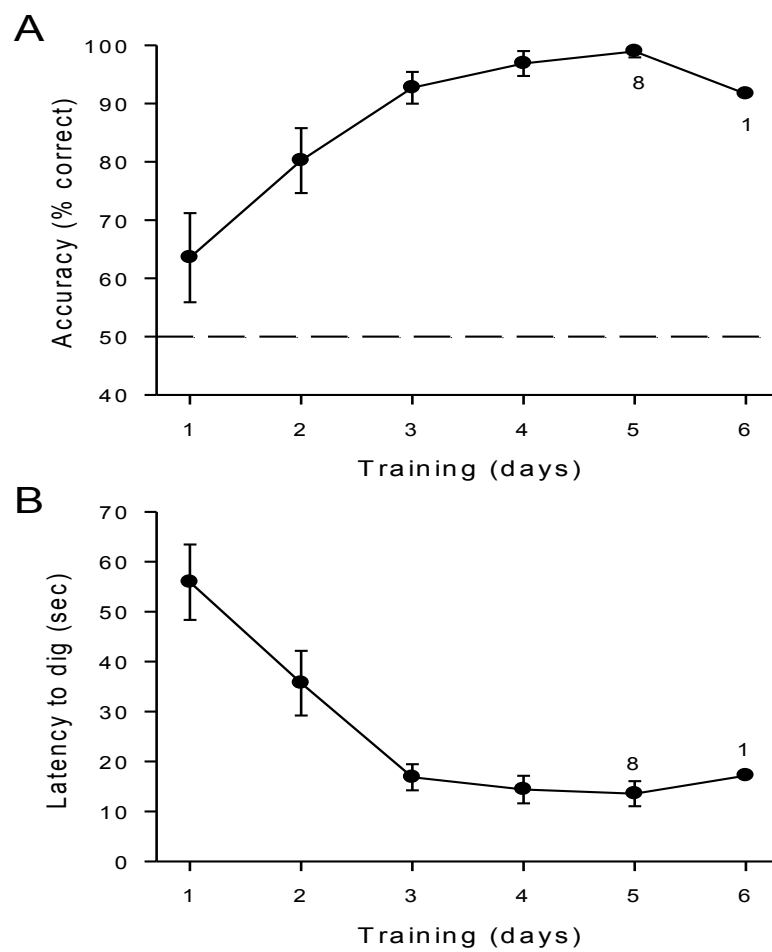 A
100
90
80
70
60
50
40
Accuracy (% correct)
8
1
1 2 3 4 5 6
Training (days)
B
70
60
50
40
30
20
10
0
Latency to dig (sec)
8
1
1 2 3 4 5 6
Training (days)